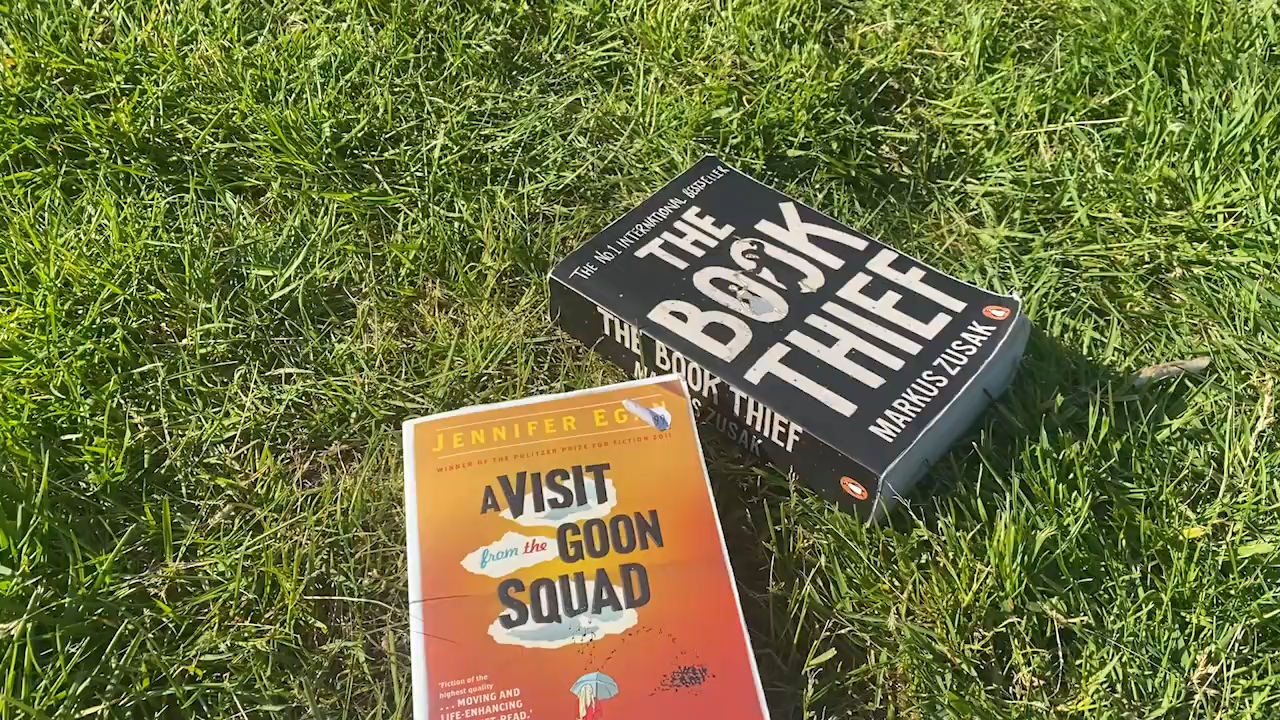 THE No.1 INTERNATIONAL BESTSELLER
THE
BOOK
THIEF
MARKUS ZUSAK
THE BOOK THIEF
ZUSAK
JENNIFER
WINNER OF THE PULITZER PRIZE FOR FICTION 2011
A VISIT
from the GOON
SQUAD
'Fiction of the
highest quality
... MOVING AND
LIFE-ENHANCING